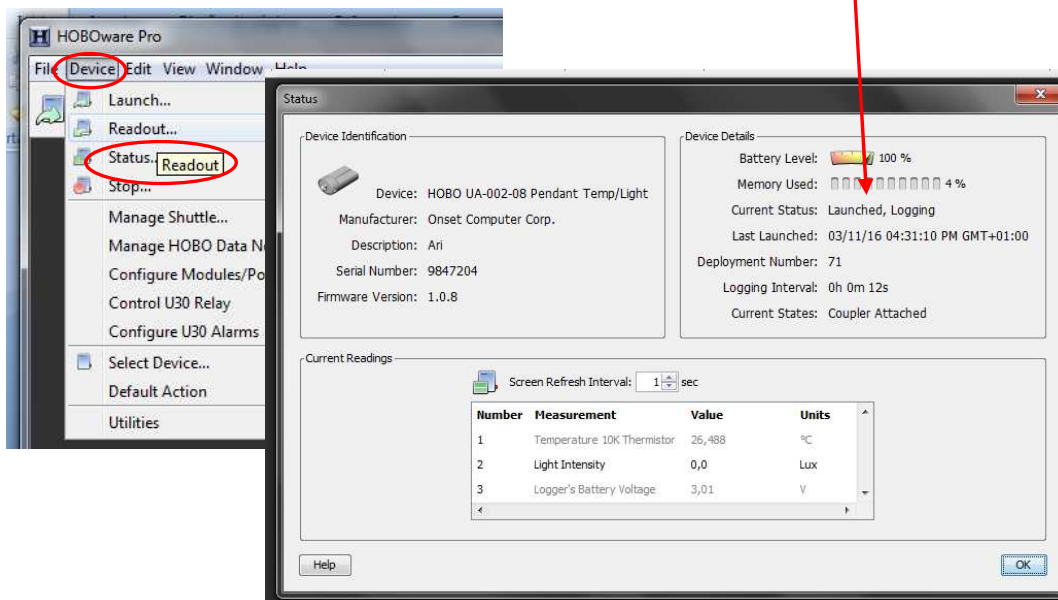 HOBOware Pro
File Device Edit View Window Help
Launch...
Readout...
Status...
Readout
Stop...
Manage Shuttle...
Manage HOBO Data N
Configure Modules/Po
Control U30 Relay
Configure U30 Alarms
Select Device...
Default Action
Utilities
Status
Device Identification
Device: HOBO UA-002-08 Pendant Temp/Light
Manufacturer: Onset Computer Corp.
Description: Ari
Serial Number: 9847204
Firmware Version: 1.0.8
Device Details
Battery Level: 100 %
Memory Used: 4 %
Current Status: Launched, Logging
Last Launched: 03/11/16 04:31:10 PM GMT+01:00
Deployment Number: 71
Logging Interval: 0h 0m 12s
Current States: Coupler Attached
Current Readings
Screen Refresh Interval: 1 sec
Number Measurement Value Units
1 Temperature 10K Thermistor 26,488 °C
2 Light Intensity 0,0 Lux
3 Logger's Battery Voltage 3,01 V
Help
OK